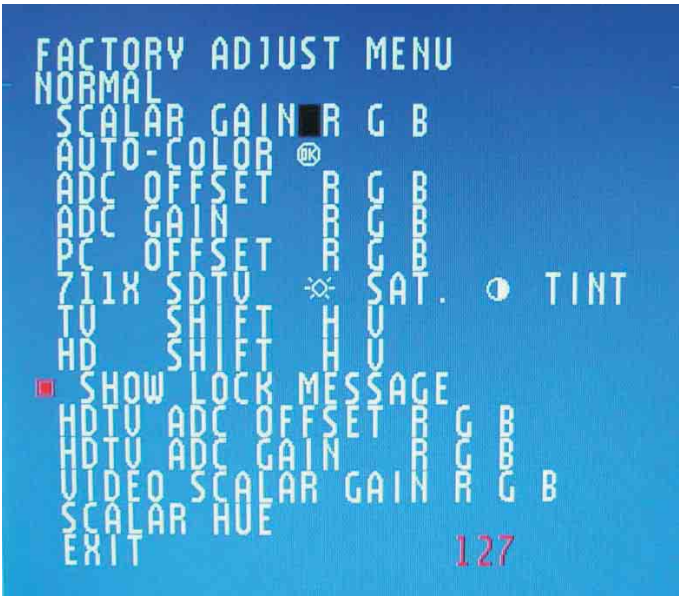 FACTORY ADJUST MENU
NORMAL
SCALAR GAIN R G B
AUTO-COLOR OK
ADC OFFSET R G B
ADC GAIN R G B
PC OFFSET R G B
711X SDTV SAT. TINT
TV SHIFT H V
HD SHIFT H V
SHOW LOCK MESSAGE
HDTV ADC OFFSET R G B
HDTV ADC GAIN R G B
VIDEO SCALAR GAIN R G B
SCALAR HUE
EXIT 127